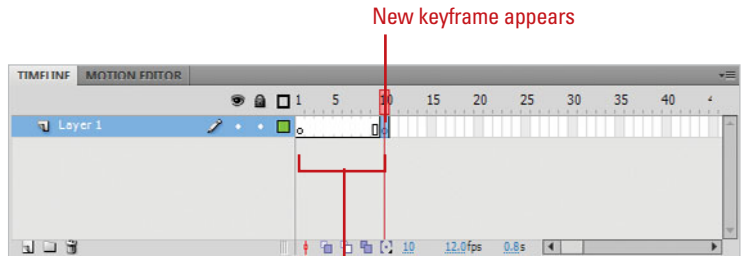 New keyframe appears
TIMELINE MOTION EDITOR
1 5 10 15 20 25 30 35 40
Layer 1
10 12.0fps 0.8s